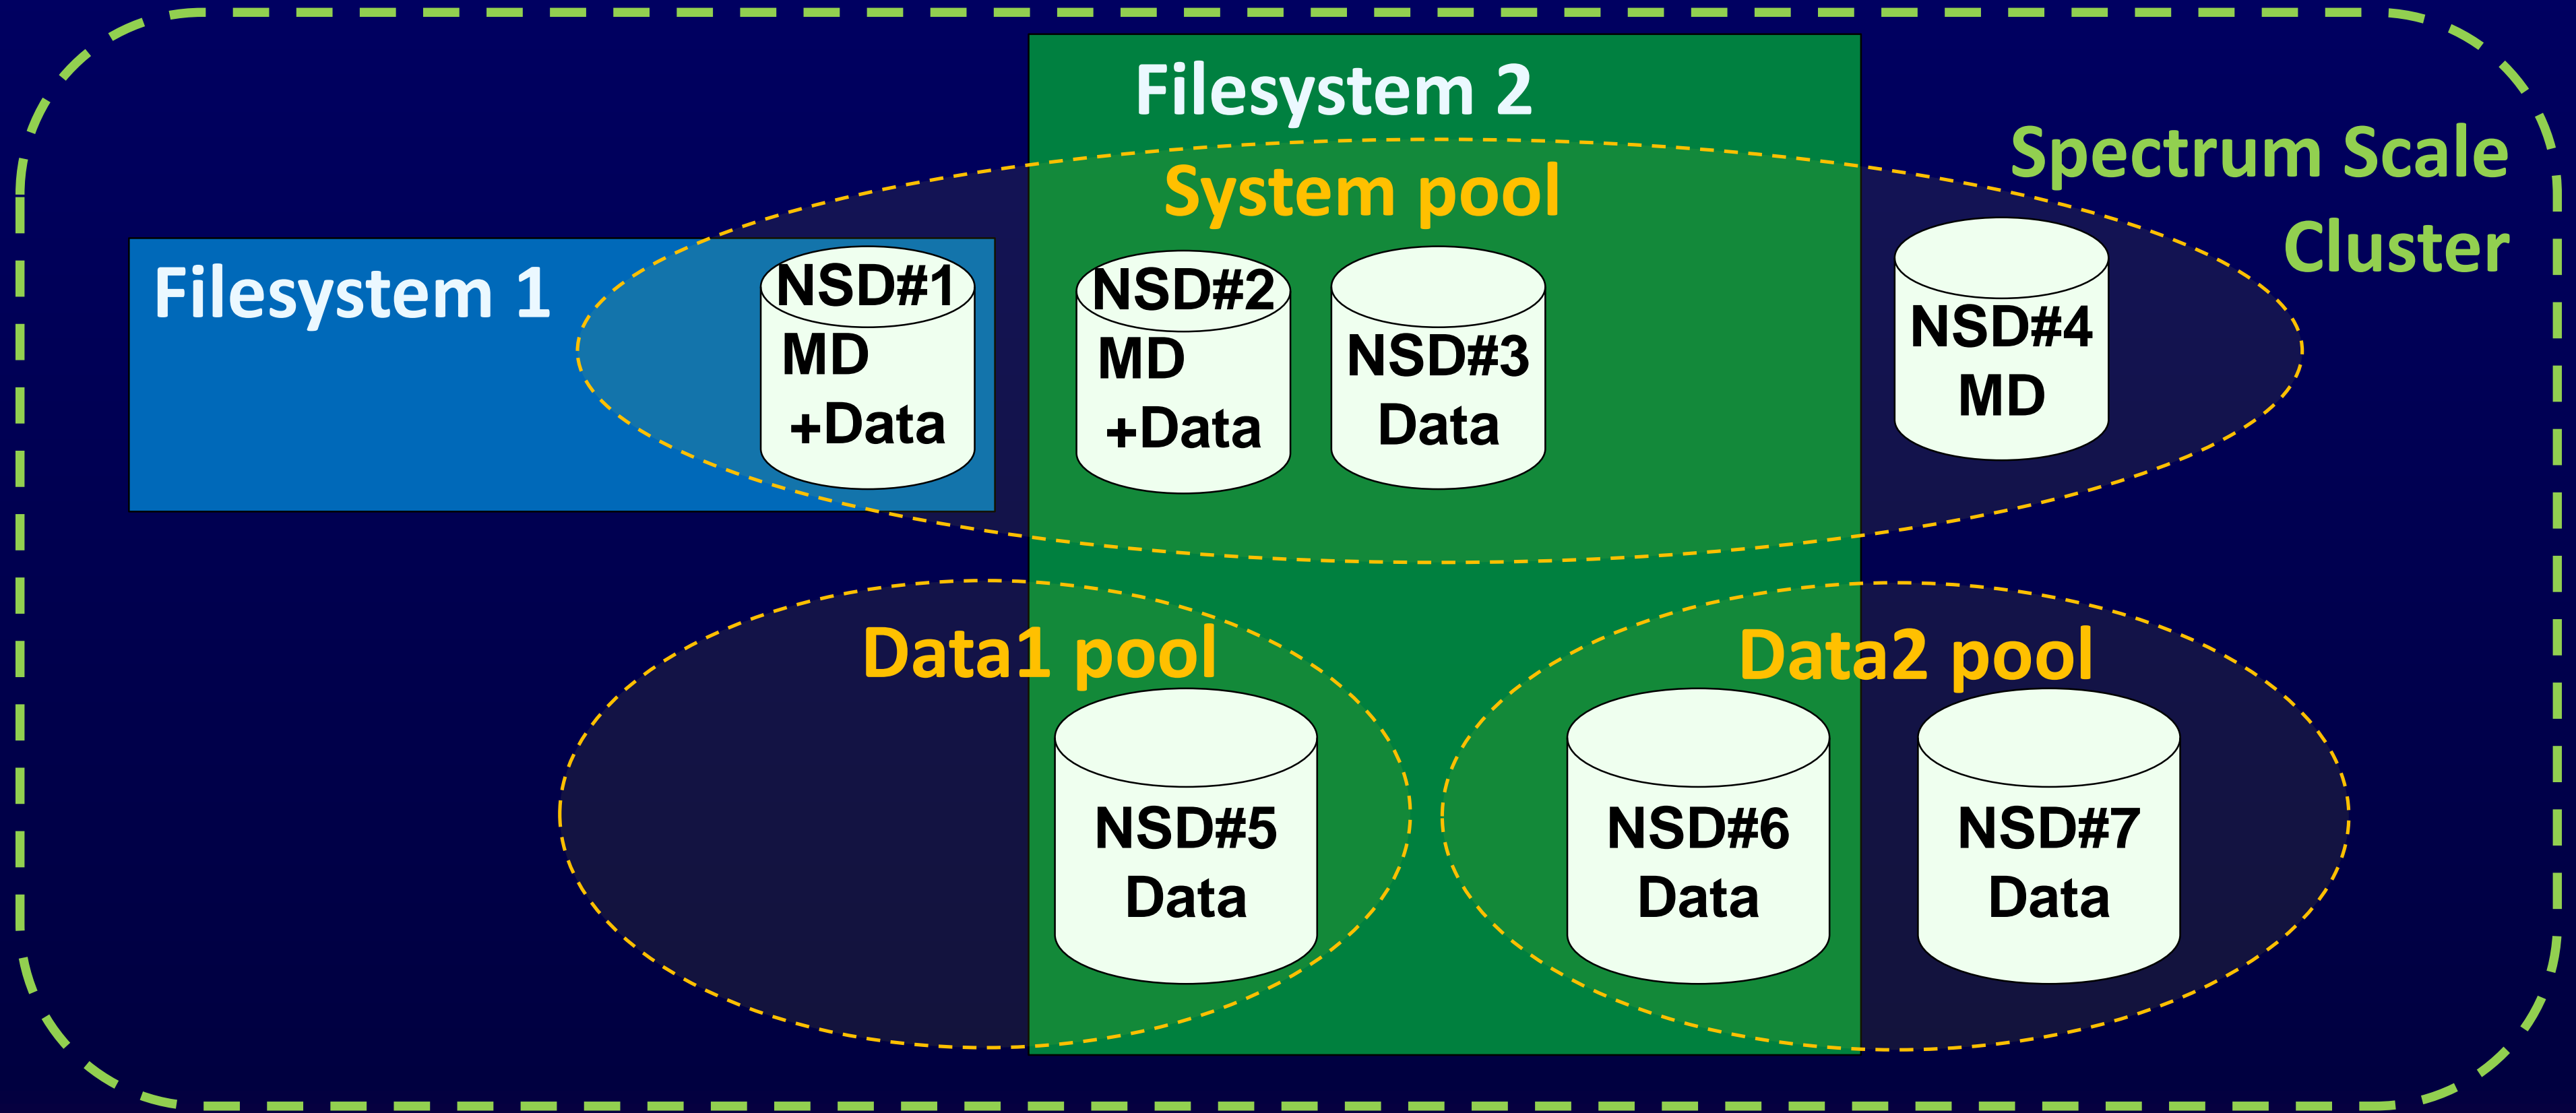 Filesystem 2
System pool
Spectrum Scale
Cluster
Filesystem 1
NSD#1
MD
+Data
NSD#2
MD
+Data
NSD#3
Data
NSD#4
MD
Data1 pool
Data2 pool
NSD#5
Data
NSD#6
Data
NSD#7
Data